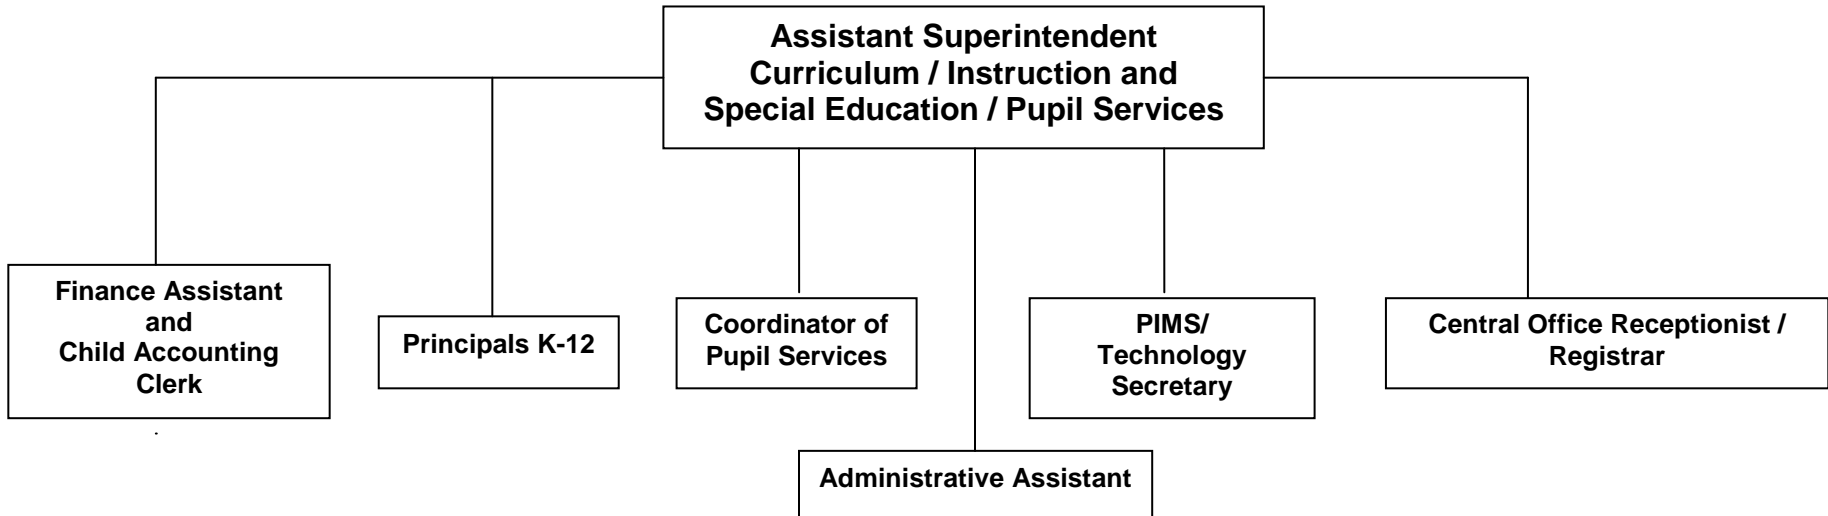 Assistant Superintendent
Curriculum / Instruction and
Special Education / Pupil Services
Finance Assistant
and
Child Accounting
Clerk
Principals K-12
Coordinator of
Pupil Services
PIMS/
Technology
Secretary
Central Office Receptionist /
Registrar
Administrative Assistant